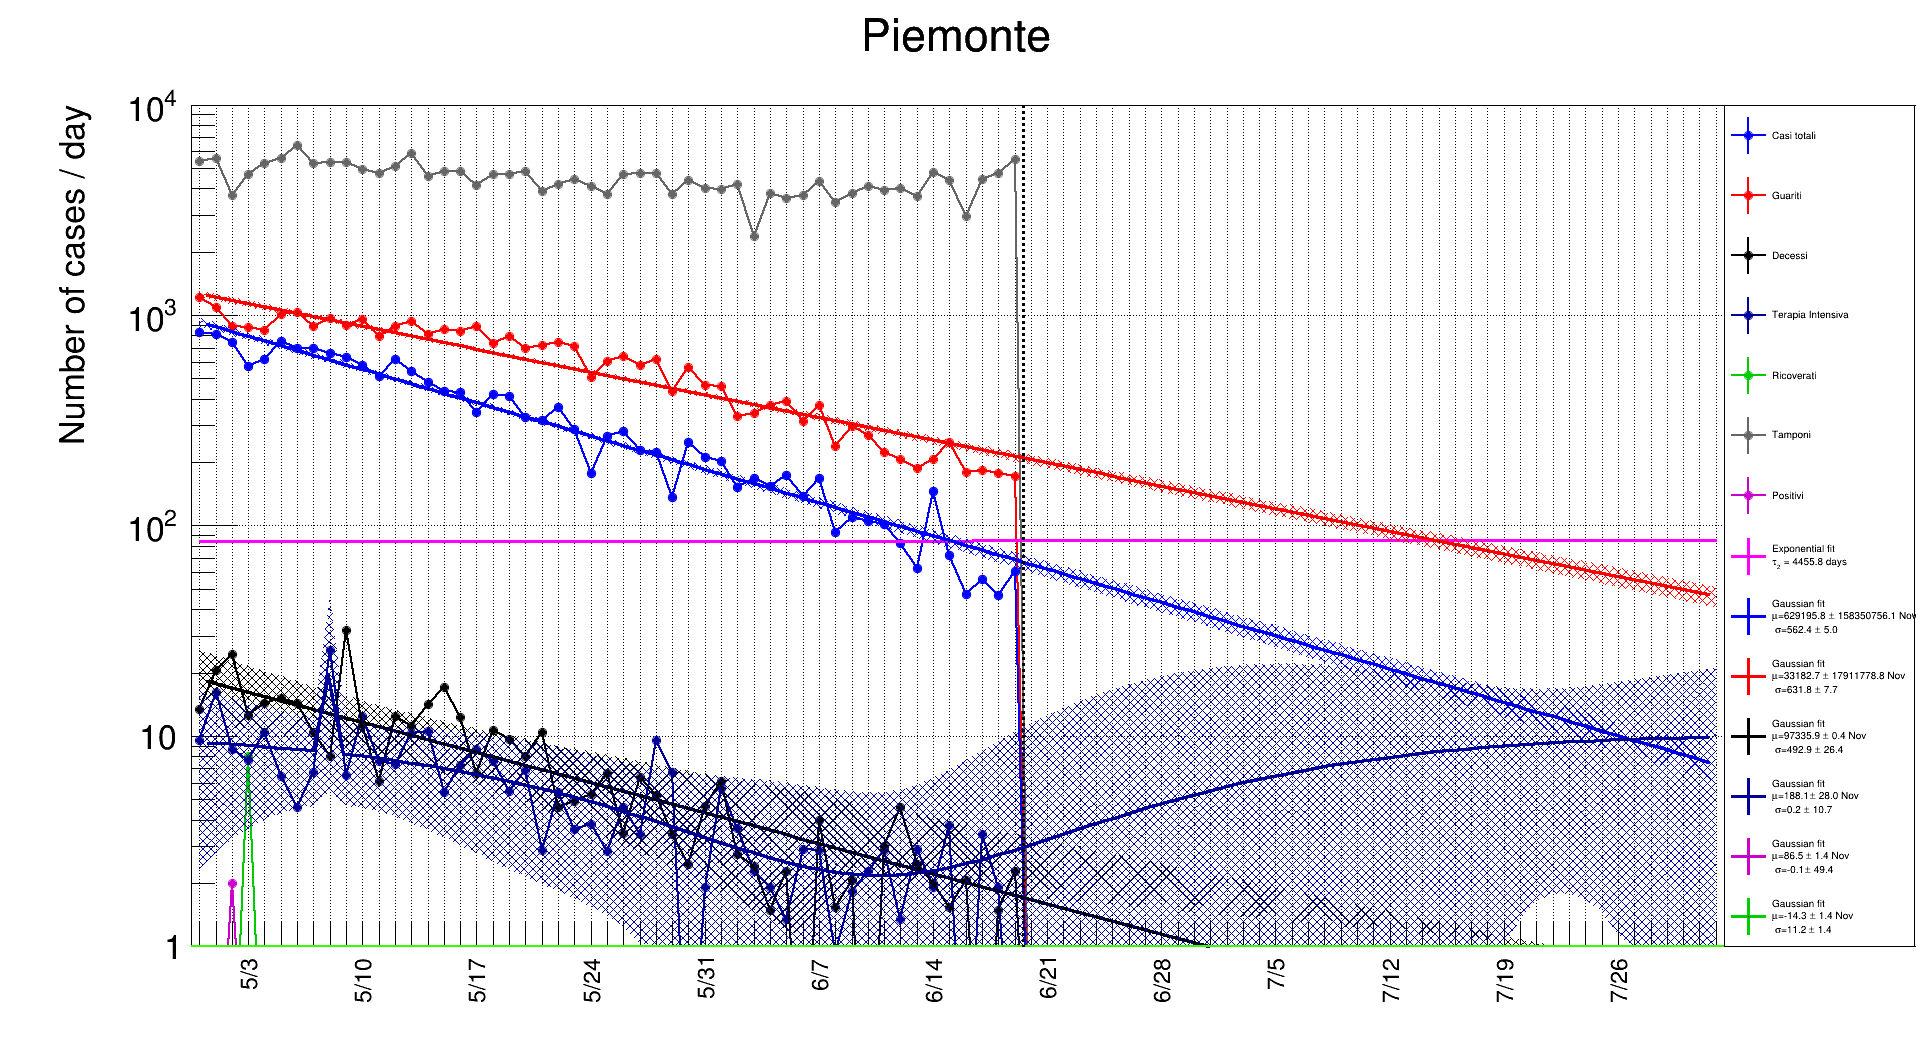 Piemonte
Number of cases / day
10^4
10^3
10^2
10
1
5/3
5/10
5/17
5/24
5/31
6/7
6/14
6/21
6/28
7/5
7/12
7/19
7/26
Casi totali
Guariti
Decessi
Terapia Intensiva
Ricoverati
Tamponi
Positivi
Exponential fit
τ₂ = 4455.8 days
Gaussian fit
μ=629195.8 ± 158350756.1 Nov
σ=562.4 ± 5.0
Gaussian fit
μ=33182.7 ± 17911778.8 Nov
σ=631.8 ± 7.7
Gaussian fit
μ=97335.9 ± 0.4 Nov
σ=492.9 ± 26.4
Gaussian fit
μ=188.1 ± 28.0 Nov
σ=0.2 ± 10.7
Gaussian fit
μ=86.5 ± 1.4 Nov
σ=-0.1 ± 49.4
Gaussian fit
μ=-14.3 ± 1.4 Nov
σ=11.2 ± 1.4